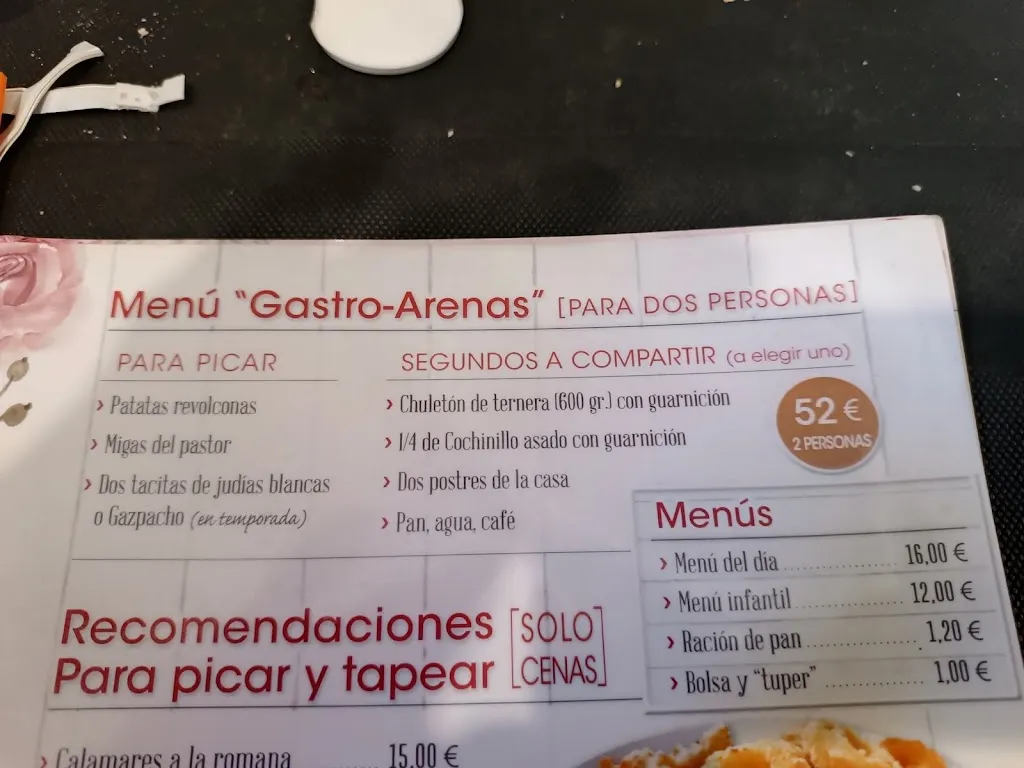 Menú "Gastro-Arenas" [PARA DOS PERSONAS]
PARA PICAR
› Patatas revolconas
› Migas del pastor
› Dos tacitas de judías blancas
o Gazpacho (en temporada)
SEGUNDOS A COMPARTIR (a elegir uno)
› Chuletón de ternera (600 gr.) con guarnición
› 1/4 de Cochinillo asado con guarnición
› Dos postres de la casa
› Pan, agua, café
52 €
2 PERSONAS
Menús
› Menú del día .................... 16,00 €
› Menú infantil .................... 12,00 €
› Ración de pan .................... 1,20 €
› Bolsa y "tuper" .................... 1,00 €
Recomendaciones [SOLO
Para picar y tapear CENAS]
› Calamares a la romana 15,00 €